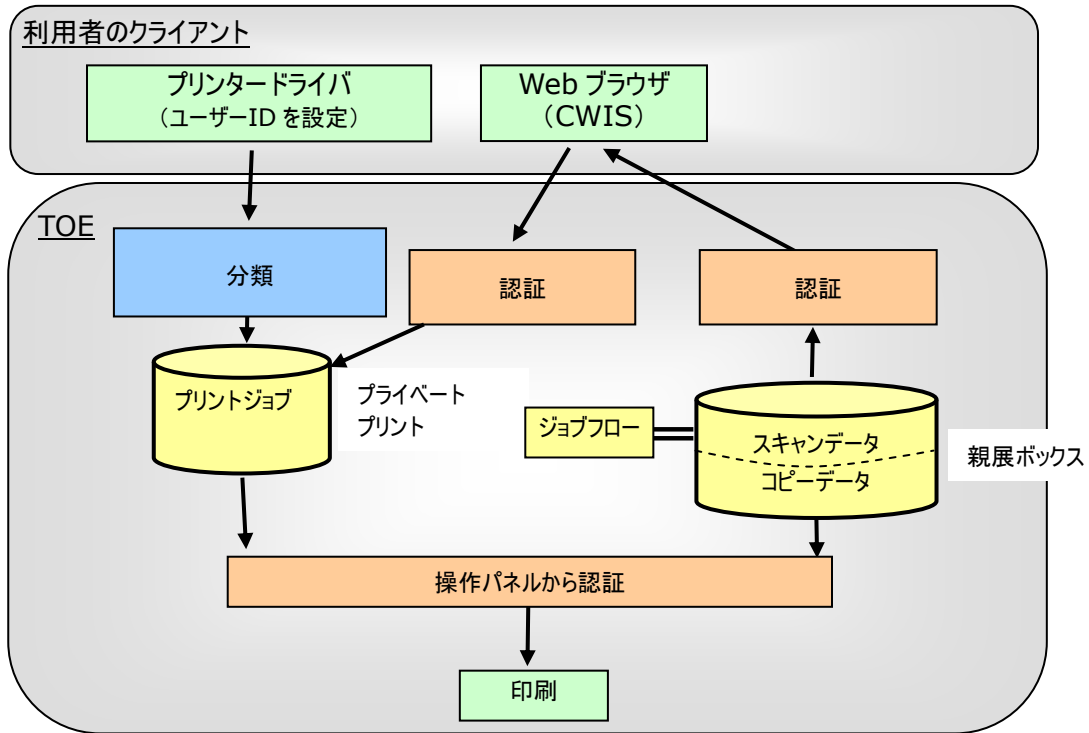 利用者のクライアント
プリンタードライバ
（ユーザーID を設定）
Web ブラウザ
（CWIS）
TOE
分類
認証
認証
プリントジョブ
プライベート
プリント
ジョブフロー
スキャンデータ
コピーデータ
親展ボックス
操作パネルから認証
印刷